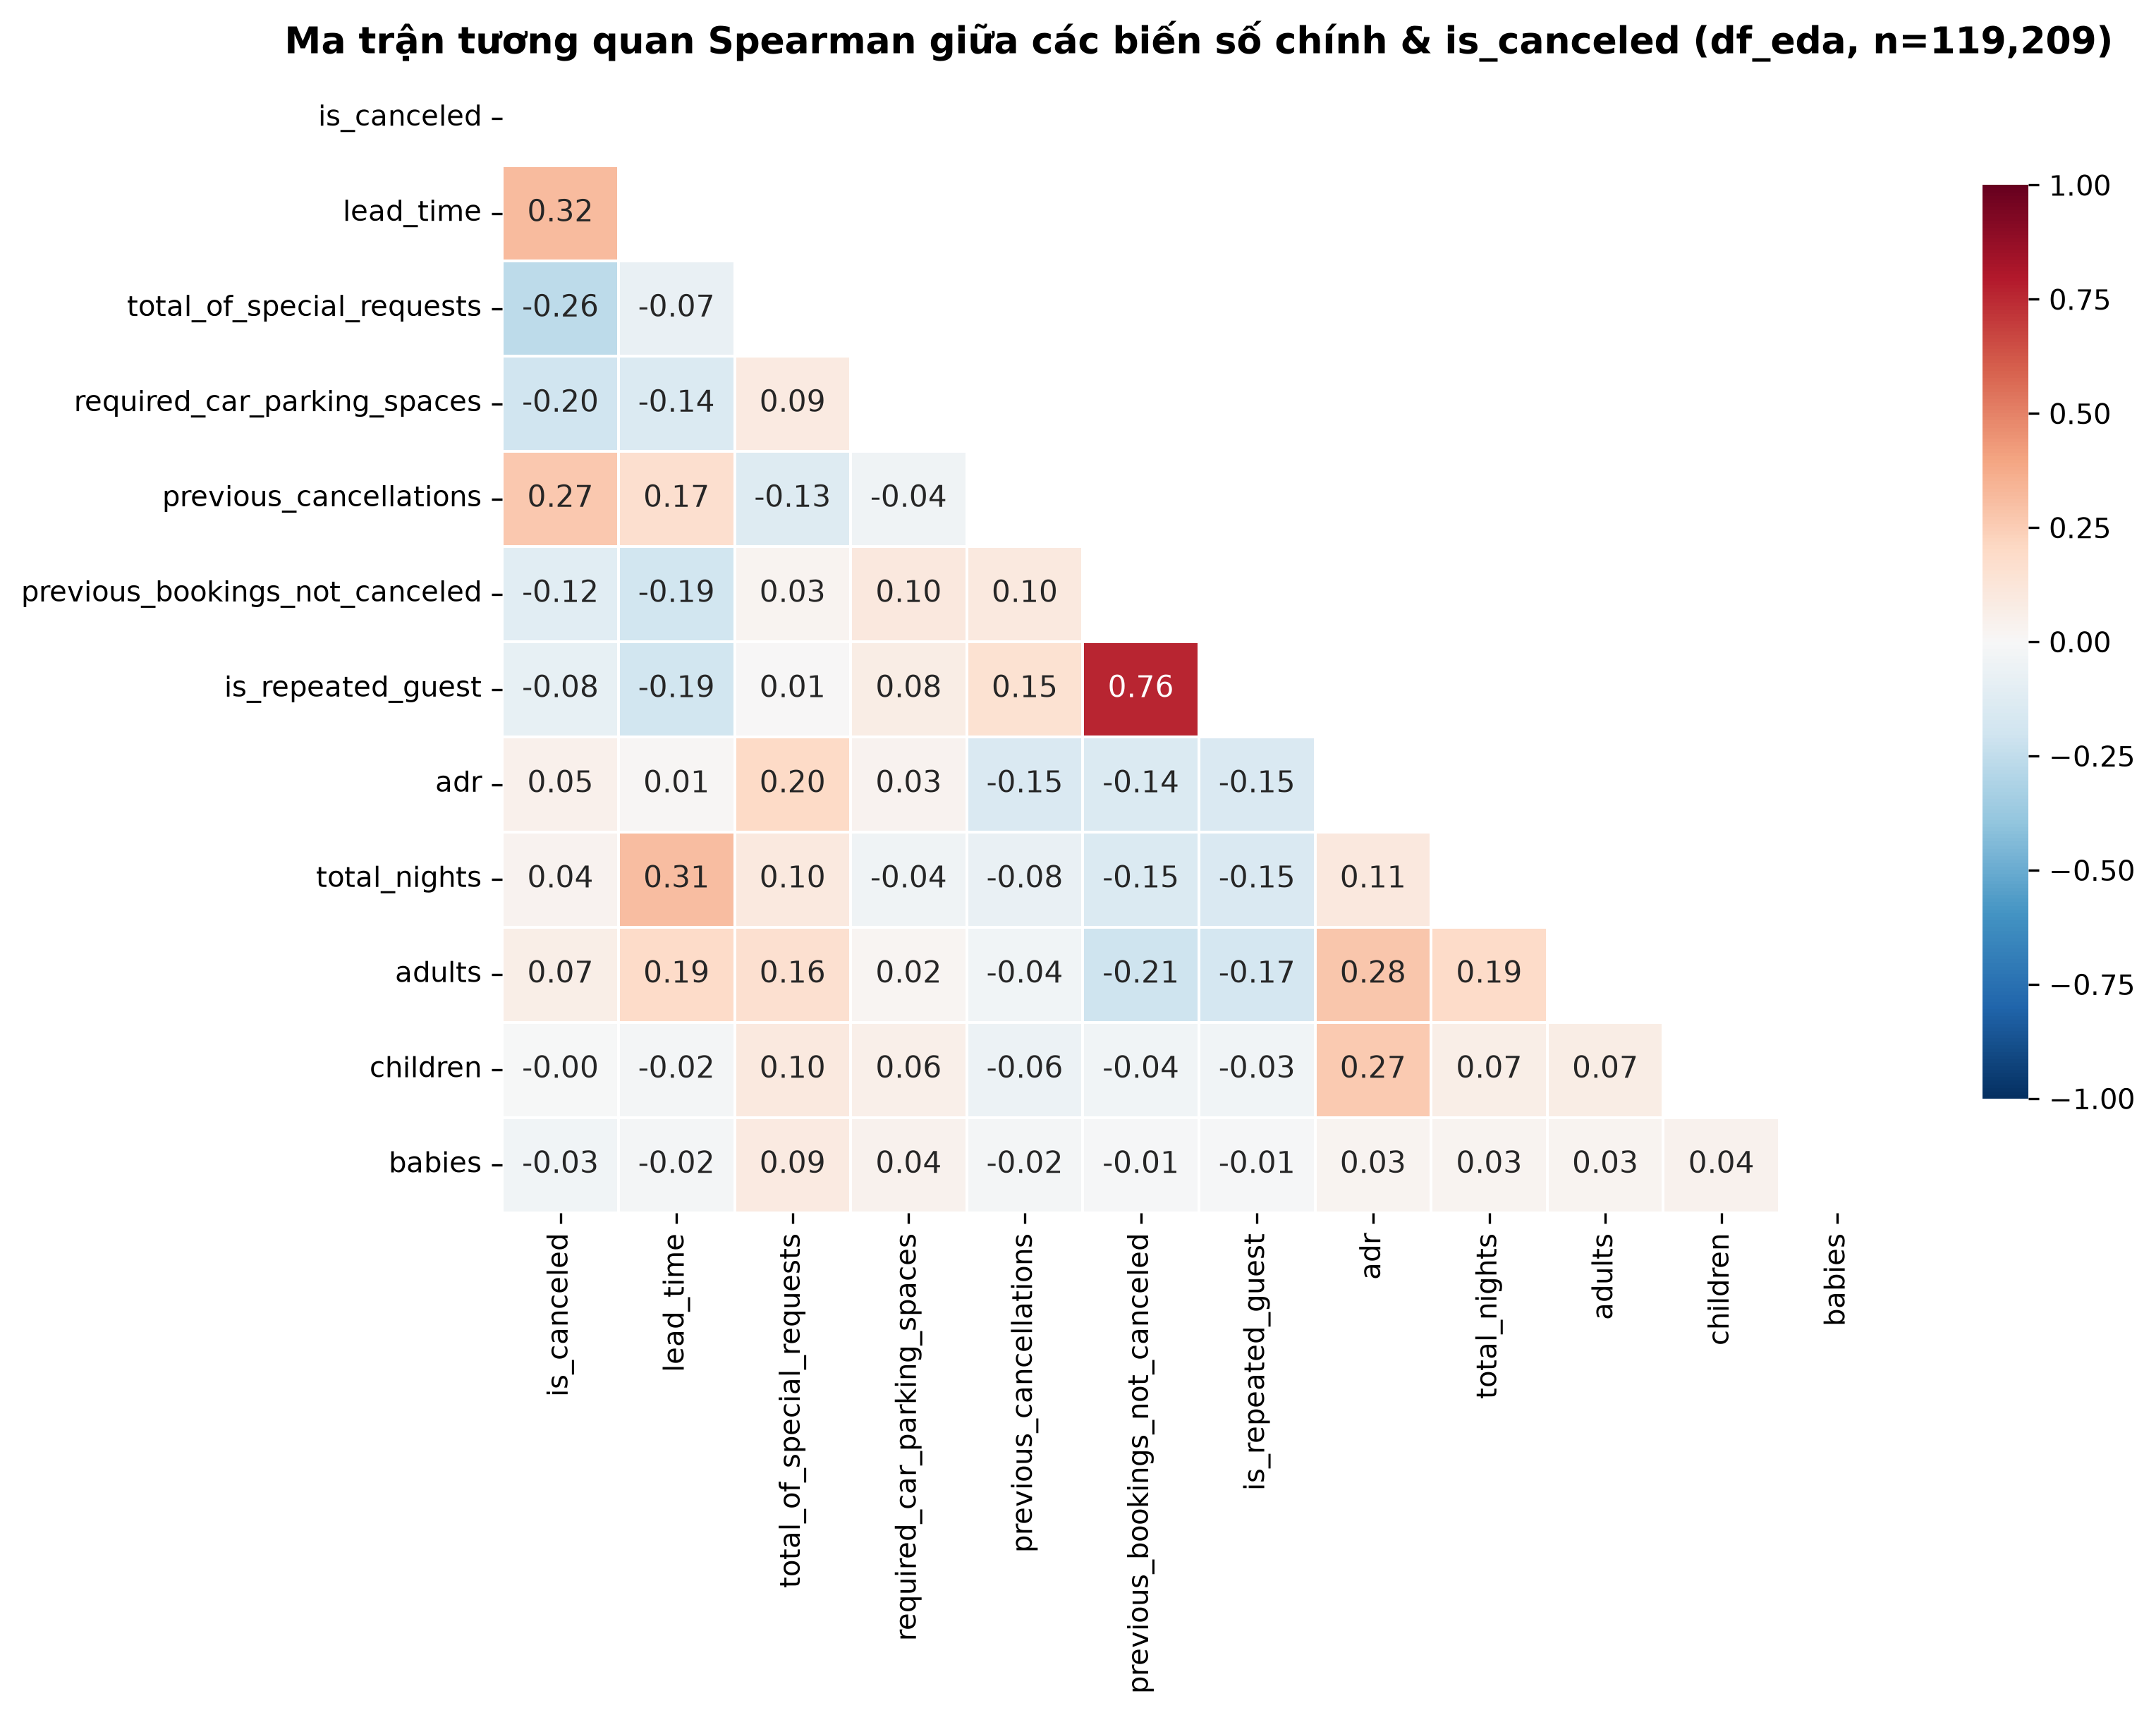 Ma trận tương quan Spearman giữa các biến số chính & is_canceled (df_eda, n=119,209)
is_canceled
lead_time 0.32
total_of_special_requests -0.26 -0.07
required_car_parking_spaces -0.20 -0.14 0.09
previous_cancellations 0.27 0.17 -0.13 -0.04
previous_bookings_not_canceled -0.12 -0.19 0.03 0.10 0.10
is_repeated_guest -0.08 -0.19 0.01 0.08 0.15 0.76
adr 0.05 0.01 0.20 0.03 -0.15 -0.14 -0.15
total_nights 0.04 0.31 0.10 -0.04 -0.08 -0.15 -0.15 0.11
adults 0.07 0.19 0.16 0.02 -0.04 -0.21 -0.17 0.28 0.19
children -0.00 -0.02 0.10 0.06 -0.06 -0.04 -0.03 0.27 0.07 0.07
babies -0.03 -0.02 0.09 0.04 -0.02 -0.01 -0.01 0.03 0.03 0.03 0.04
is_canceled
lead_time
total_of_special_requests
required_car_parking_spaces
previous_cancellations
previous_bookings_not_canceled
is_repeated_guest
adr
total_nights
adults
children
babies
1.00
0.75
0.50
0.25
0.00
−0.25
−0.50
−0.75
−1.00